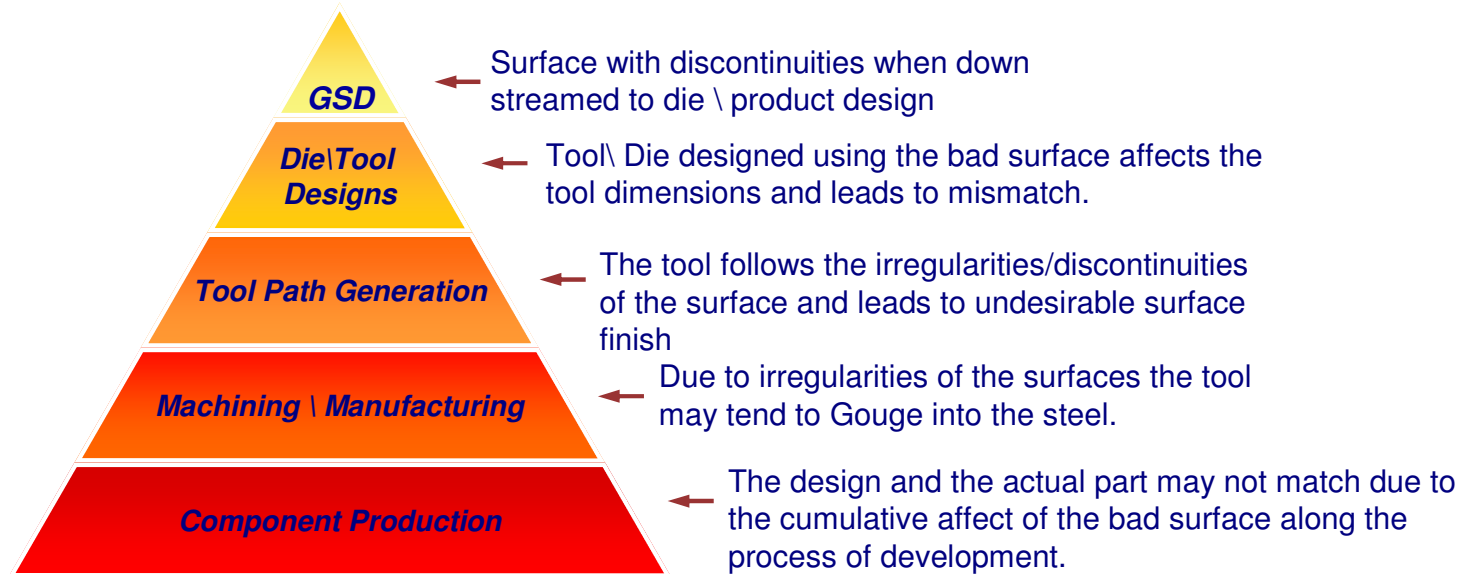 GSD
Surface with discontinuities when down
streamed to die \ product design
Die\Tool
Designs
Tool\ Die designed using the bad surface affects the
tool dimensions and leads to mismatch.
Tool Path Generation
The tool follows the irregularities/discontinuities
of the surface and leads to undesirable surface
finish
Machining \ Manufacturing
Due to irregularities of the surfaces the tool
may tend to Gouge into the steel.
Component Production
The design and the actual part may not match due to
the cumulative affect of the bad surface along the
process of development.